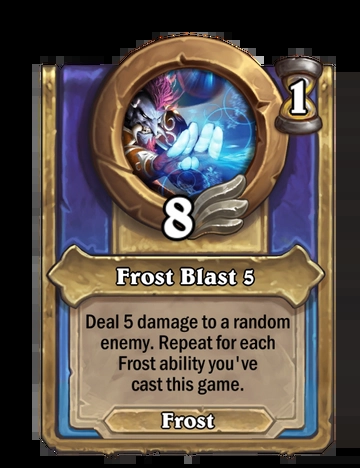 1
8
Frost Blast 5
Deal 5 damage to a random
enemy. Repeat for each
Frost ability you've
cast this game.
Frost